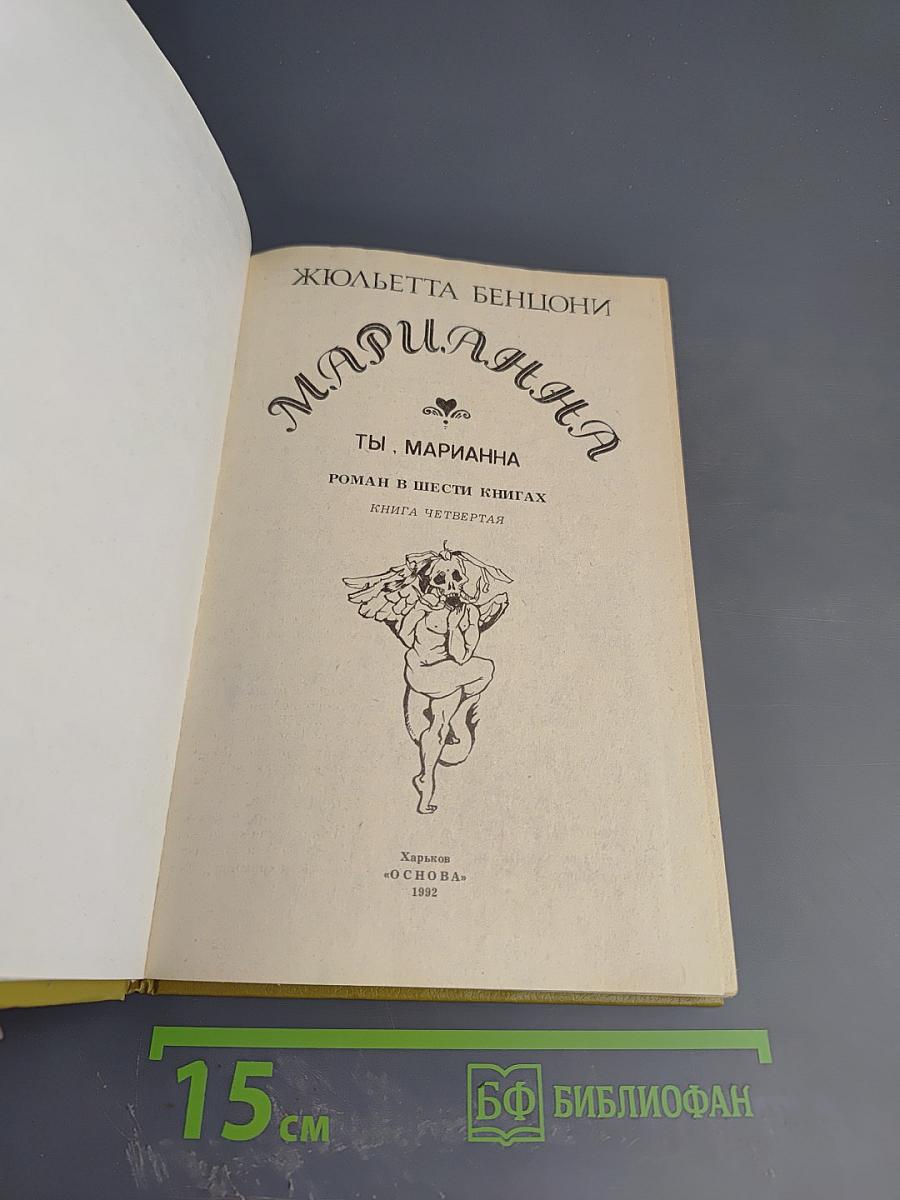 ЖЮЛЬЕТТА БЕНЦОНИ
МАРИАННА
ТЫ , МАРИАННА
РОМАН В ШЕСТИ КНИГАХ
КНИГА ЧЕТВЕРТАЯ
Харьков
«ОСНОВА»
1992
15 см
БФ БИБЛИОФАН